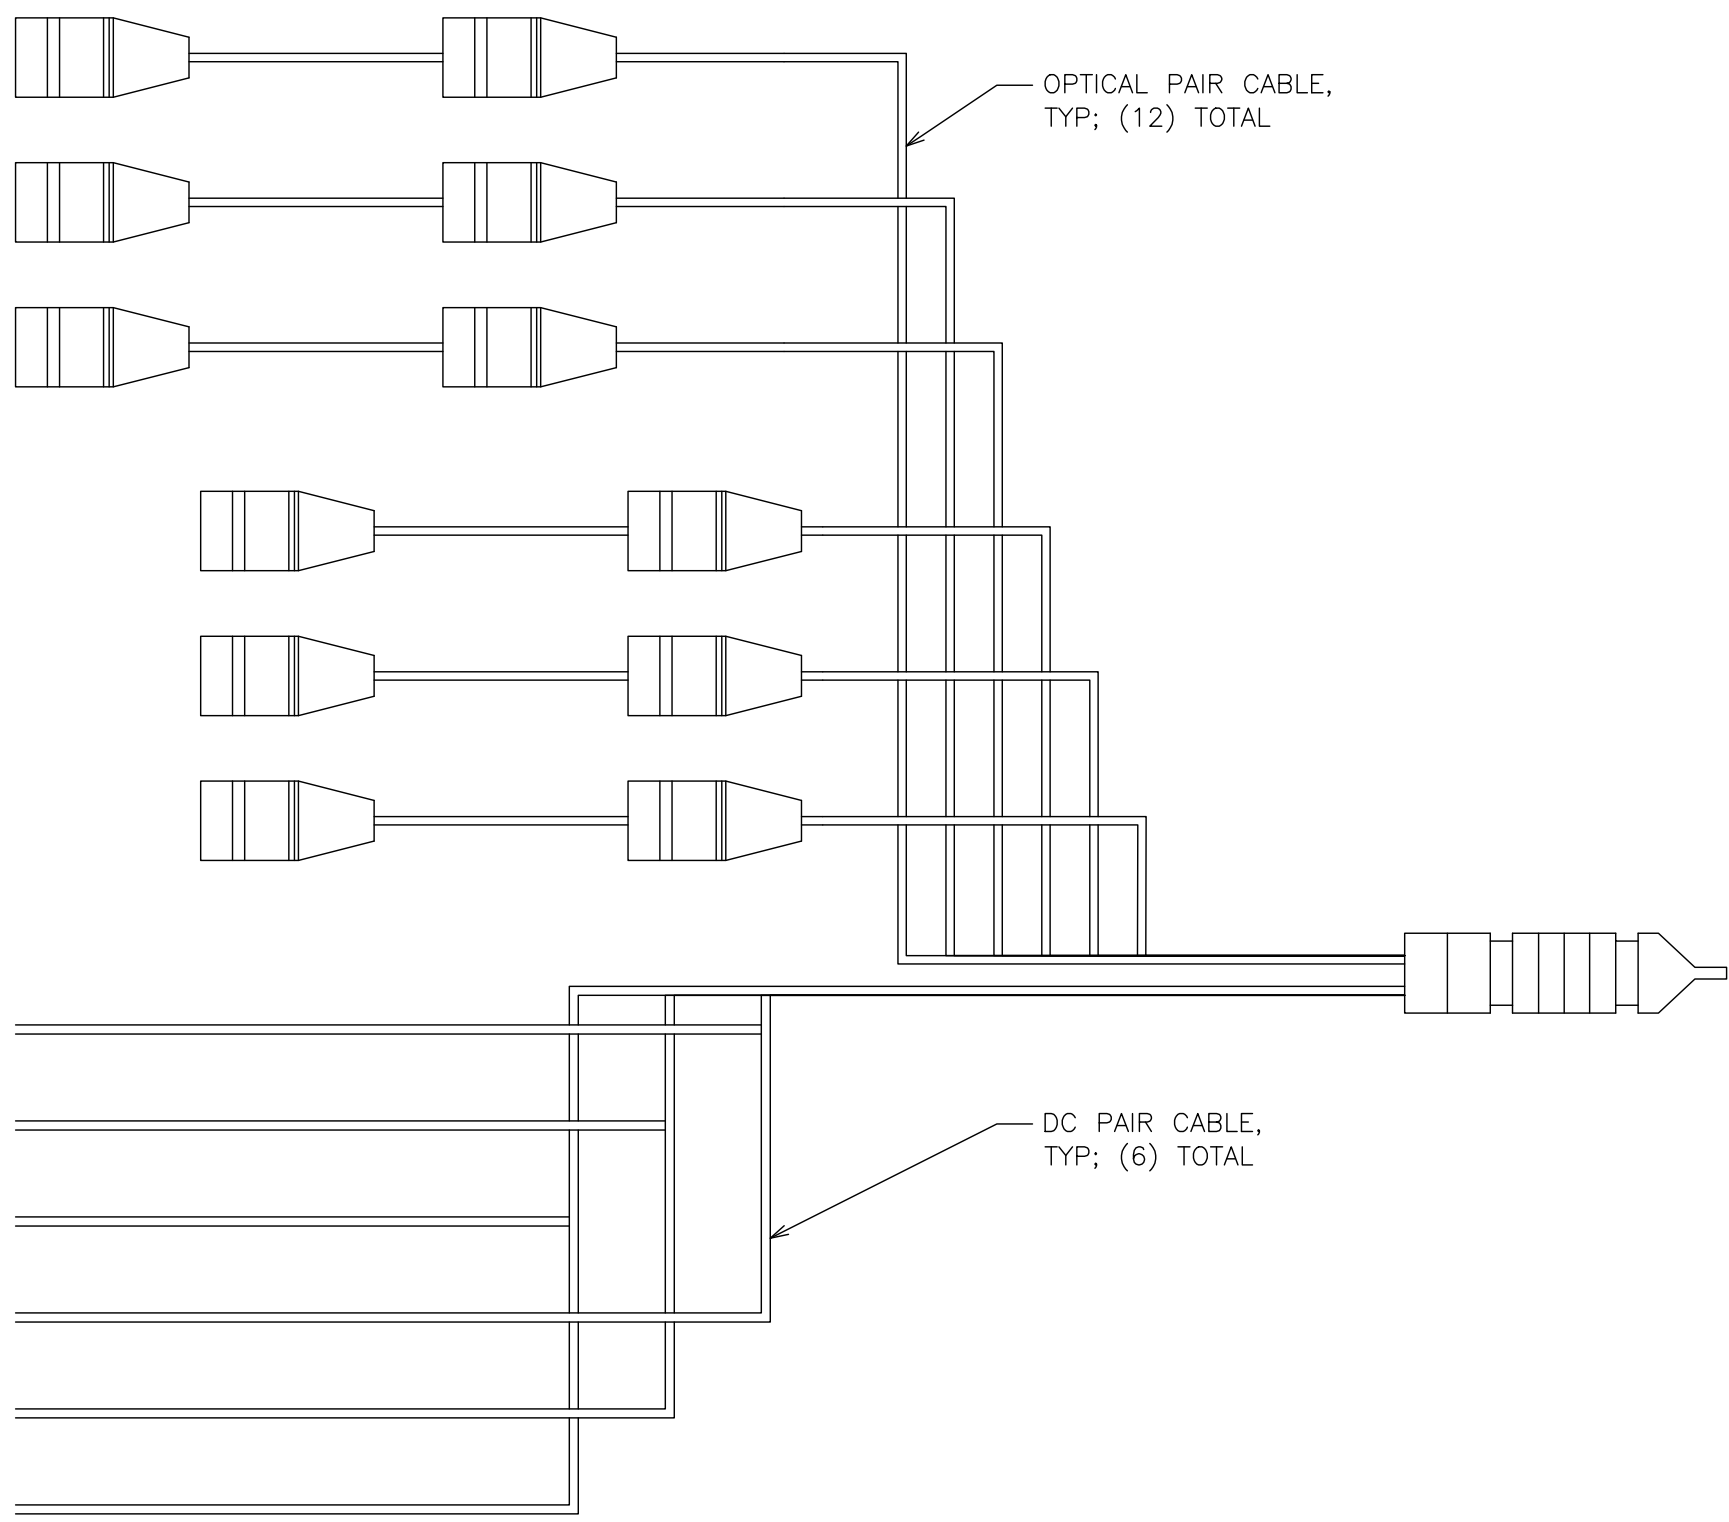 OPTICAL PAIR CABLE,
TYP; (12) TOTAL
DC PAIR CABLE,
TYP; (6) TOTAL